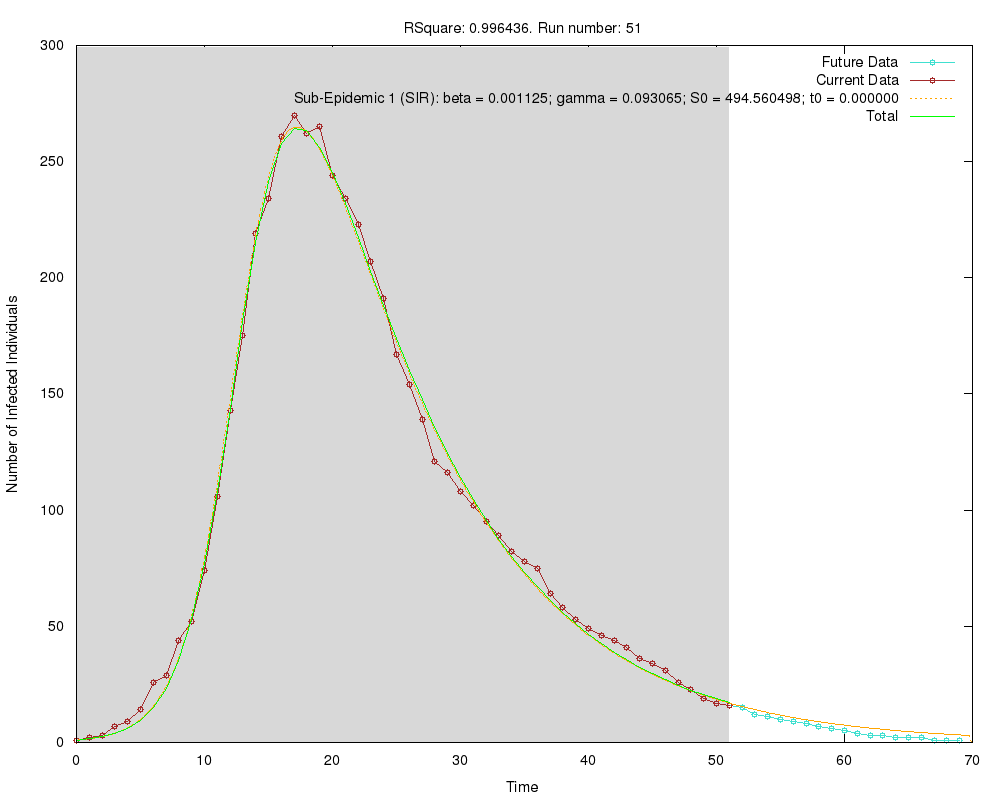 RSquare: 0.996436. Run number: 51
Future Data
Current Data
Sub-Epidemic 1 (SIR): beta = 0.001125; gamma = 0.093065; S0 = 494.560498; t0 = 0.000000
Total
300
250
200
150
100
50
0
Number of Infected Individuals
0 10 20 30 40 50 60 70
Time